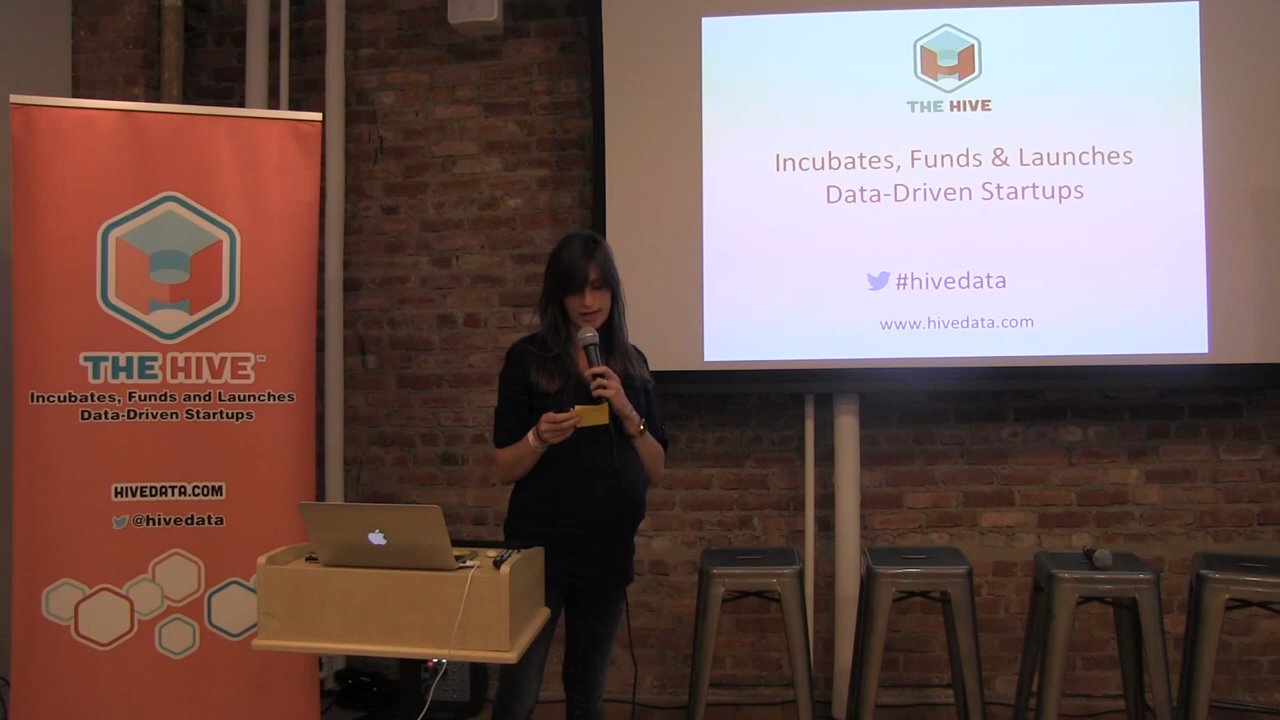 THE HIVE™
Incubates, Funds and Launches
Data-Driven Startups
HIVEDATA.COM
@hivedata
THE HIVE
Incubates, Funds & Launches
Data-Driven Startups
#hivedata
www.hivedata.com